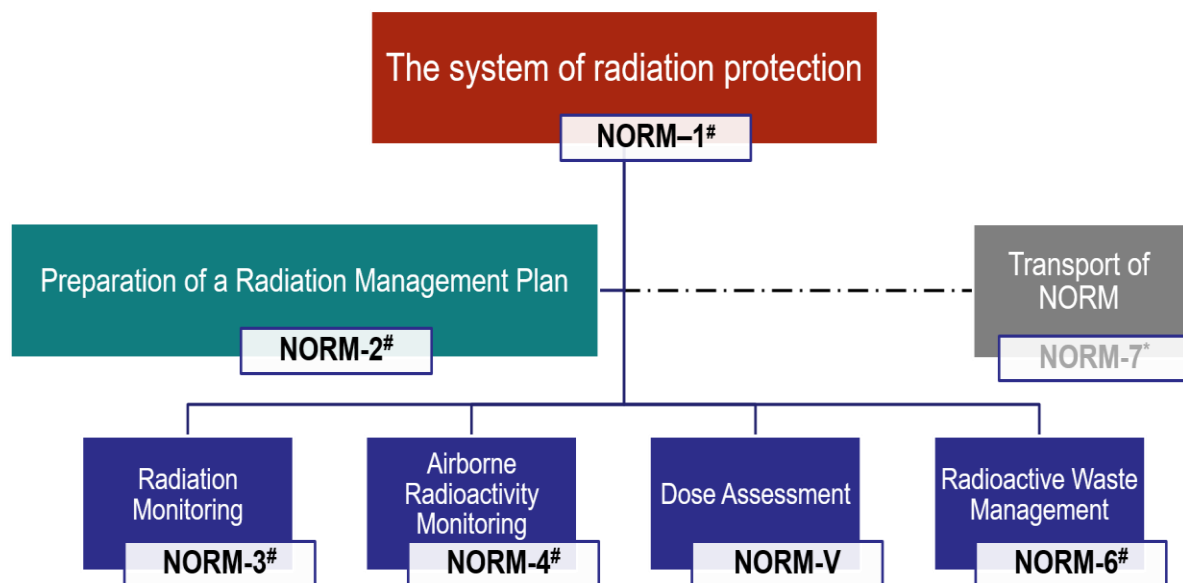 The system of radiation protection
NORM–1#
Preparation of a Radiation Management Plan
NORM-2#
Transport of
NORM
NORM-7*
Radiation
Monitoring
NORM-3#
Airborne
Radioactivity
Monitoring
NORM-4#
Dose Assessment
NORM-V
Radioactive Waste
Management
NORM-6#